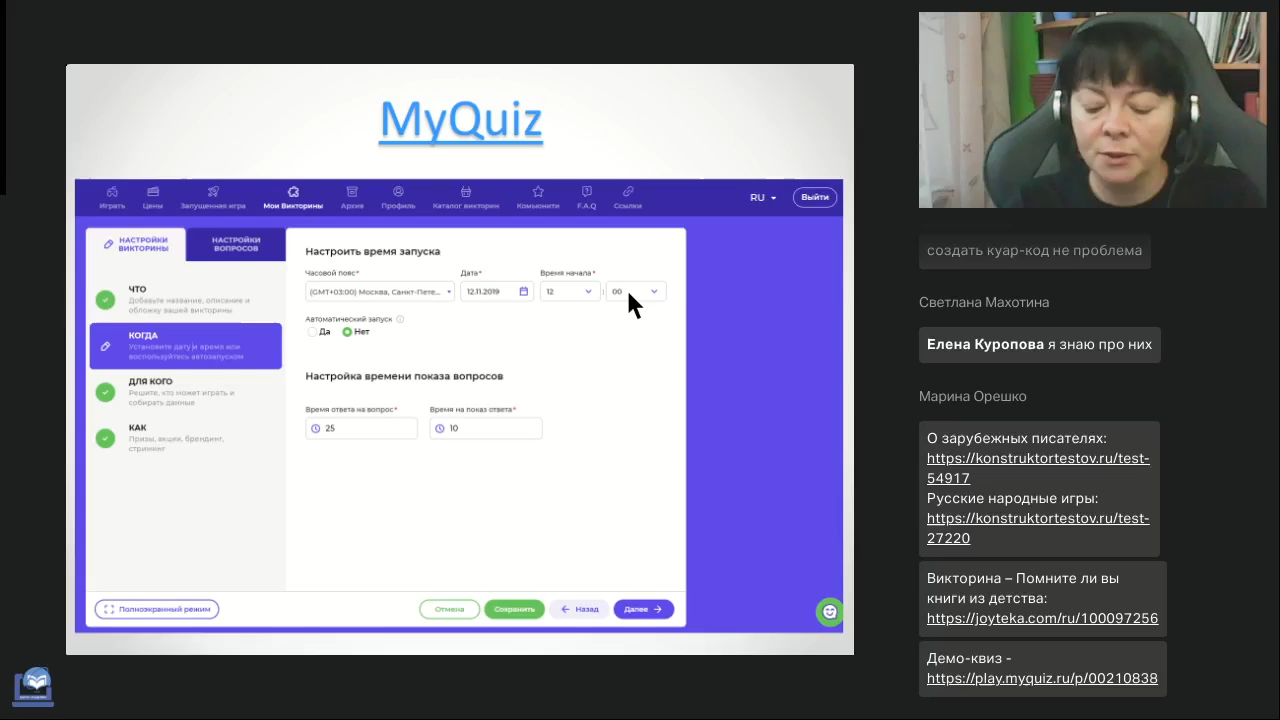 MyQuiz
Играть
Цены
Запущенная игра
Мои Викторины
Архив
Профиль
Каталог викторин
Комьюнити
F.A.Q
Ссылки
RU
Выйти
НАСТРОЙКИ
ВИКТОРИНЫ
НАСТРОЙКИ
ВОПРОСОВ
ЧТО
Добавьте название, описание и
обложку вашей викторины
КОГДА
Установите дату и время или
воспользуйтесь автозапуском
ДЛЯ КОГО
Решите, кто может играть и
собирать данные
КАК
Призы, акции, брендинг,
стриминг
Настроить время запуска
Часовой пояс*
Дата*
Время начала*
(GMT+03:00) Москва, Санкт-Пете...
12.11.2019
12
:
00
Автоматический запуск
Да
Нет
Настройка времени показа вопросов
Время ответа на вопрос*
Время на показ ответа*
25
10
Полноэкранный режим
Отмена
Сохранить
Назад
Далее
создать куар-код не проблема
Светлана Махотина
Елена Куропова я знаю про них
Марина Орешко
О зарубежных писателях:
https://konstruktortestov.ru/test-
54917
Русские народные игры:
https://konstruktortestov.ru/test-
27220
Викторина – Помните ли вы
книги из детства:
https://joyteka.com/ru/100097256
Демо-квиз -
https://play.myquiz.ru/p/00210838